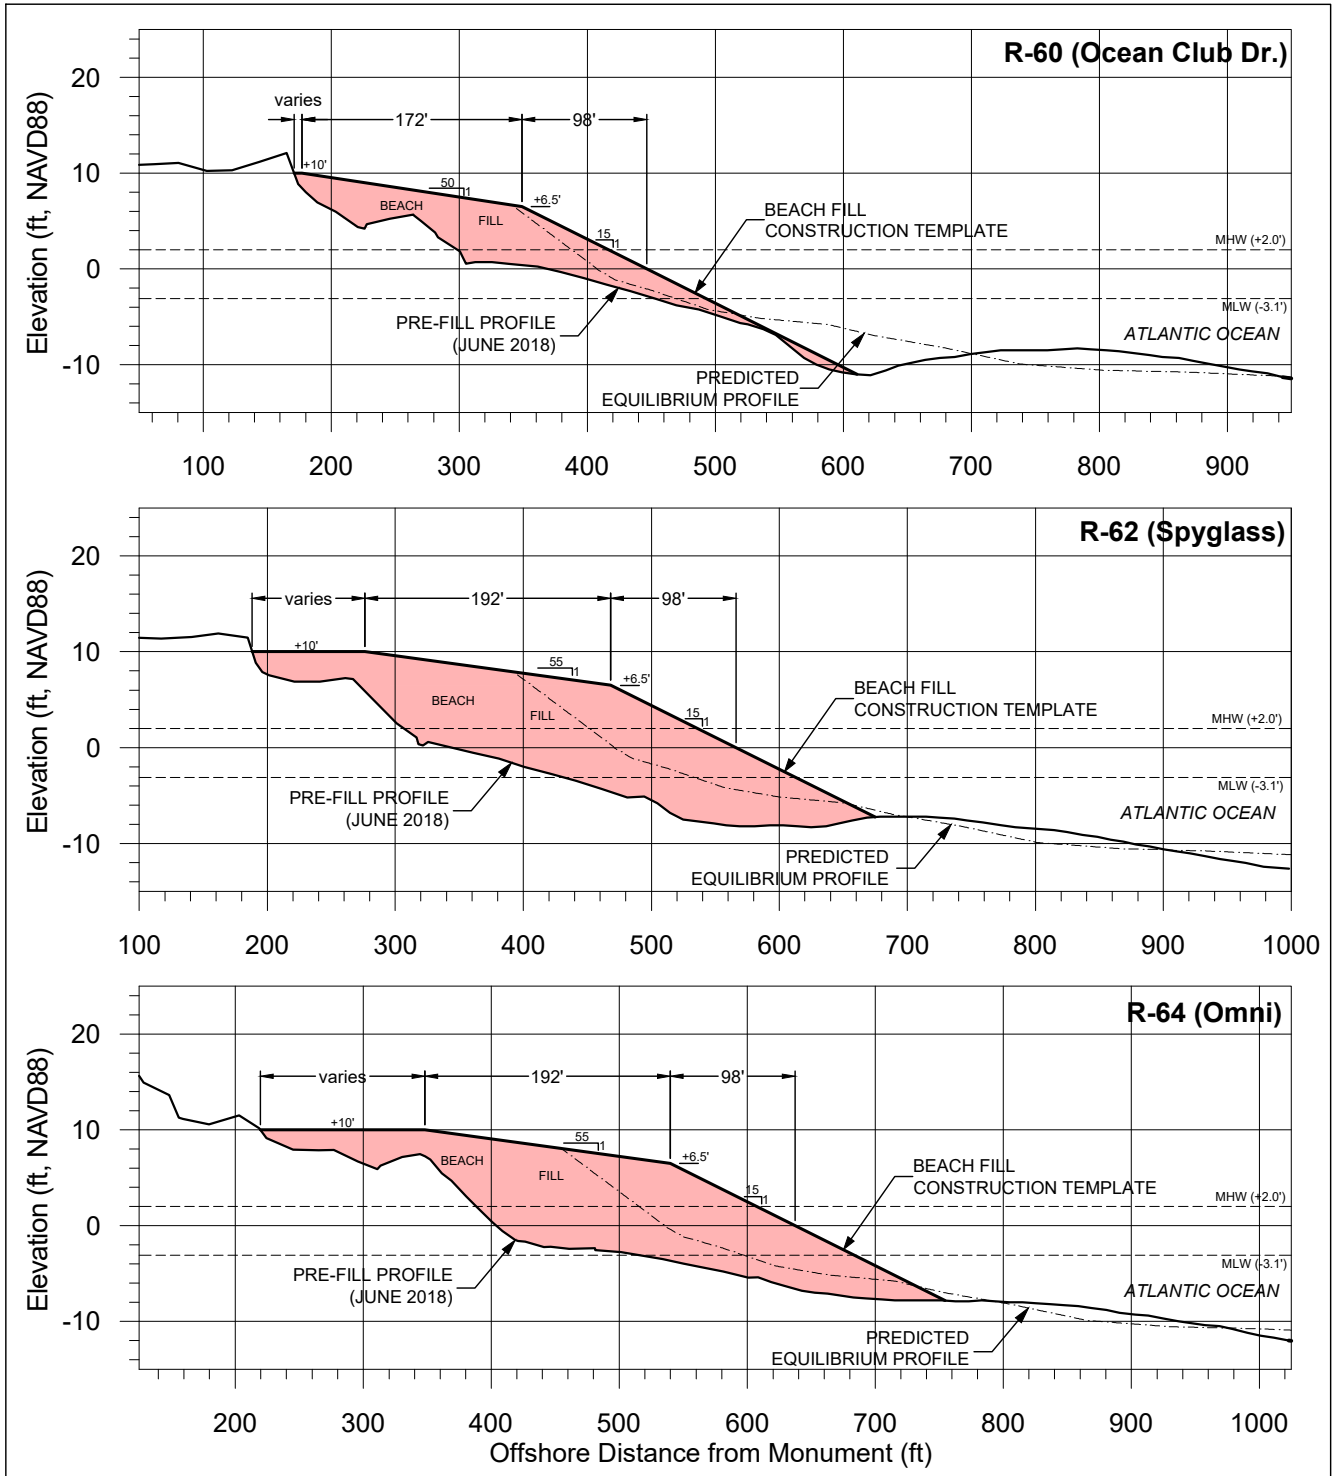 R-60 (Ocean Club Dr.)
Elevation (ft, NAVD88)
20
10
0
-10
varies
172'
98'
+10'
50
1
+6.5'
15
1
BEACH
FILL
BEACH FILL
CONSTRUCTION TEMPLATE
MHW (+2.0')
MLW (-3.1')
ATLANTIC OCEAN
PRE-FILL PROFILE
(JUNE 2018)
PREDICTED
EQUILIBRIUM PROFILE
100 200 300 400 500 600 700 800 900
R-62 (Spyglass)
Elevation (ft, NAVD88)
20
10
0
-10
varies
192'
98'
+10'
55
1
+6.5'
15
1
BEACH
FILL
BEACH FILL
CONSTRUCTION TEMPLATE
MHW (+2.0')
MLW (-3.1')
ATLANTIC OCEAN
PRE-FILL PROFILE
(JUNE 2018)
PREDICTED
EQUILIBRIUM PROFILE
100 200 300 400 500 600 700 800 900 1000
R-64 (Omni)
Elevation (ft, NAVD88)
20
10
0
-10
varies
192'
98'
+10'
55
1
+6.5'
15
1
BEACH
FILL
BEACH FILL
CONSTRUCTION TEMPLATE
MHW (+2.0')
MLW (-3.1')
ATLANTIC OCEAN
PRE-FILL PROFILE
(JUNE 2018)
PREDICTED
EQUILIBRIUM PROFILE
200 300 400 500 600 700 800 900 1000
Offshore Distance from Monument (ft)